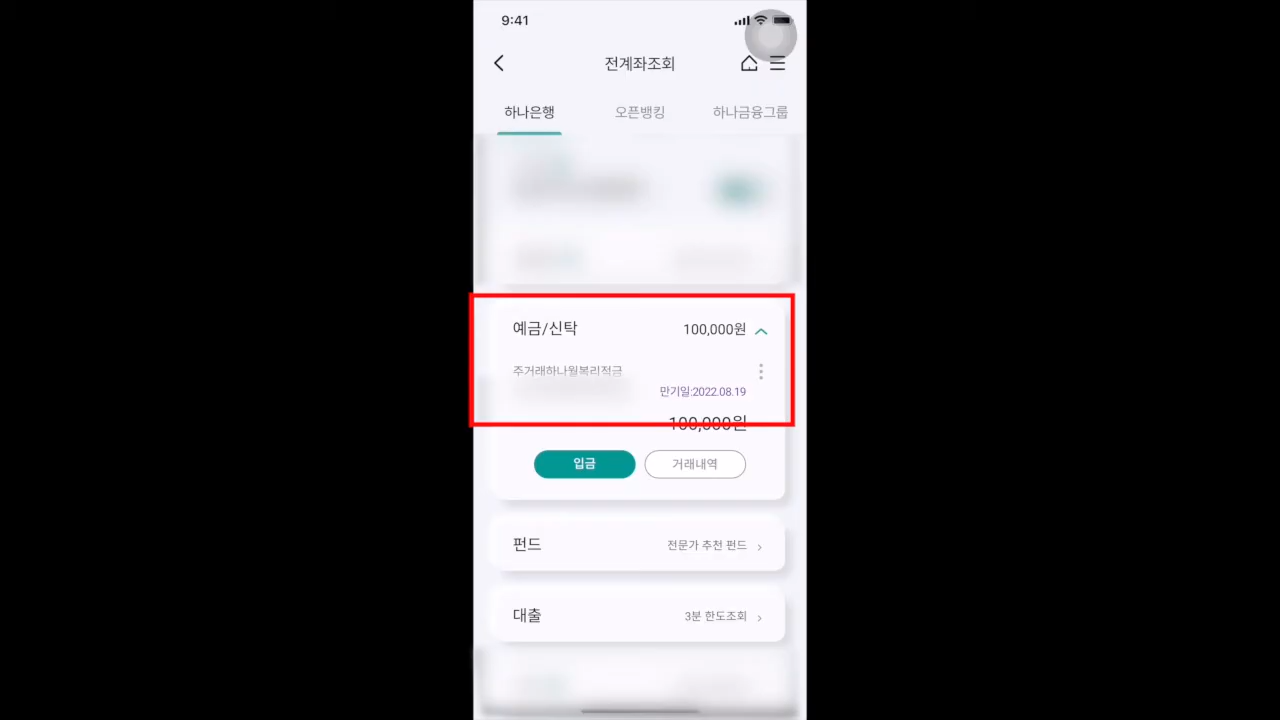 9:41
전계좌조회
하나은행 오픈뱅킹 하나금융그룹
예금/신탁 100,000원
주거래하나월복리적금
만기일:2022.08.19
100,000원
입금 거래내역
펀드 전문가 추천 펀드
대출 3분 한도조회